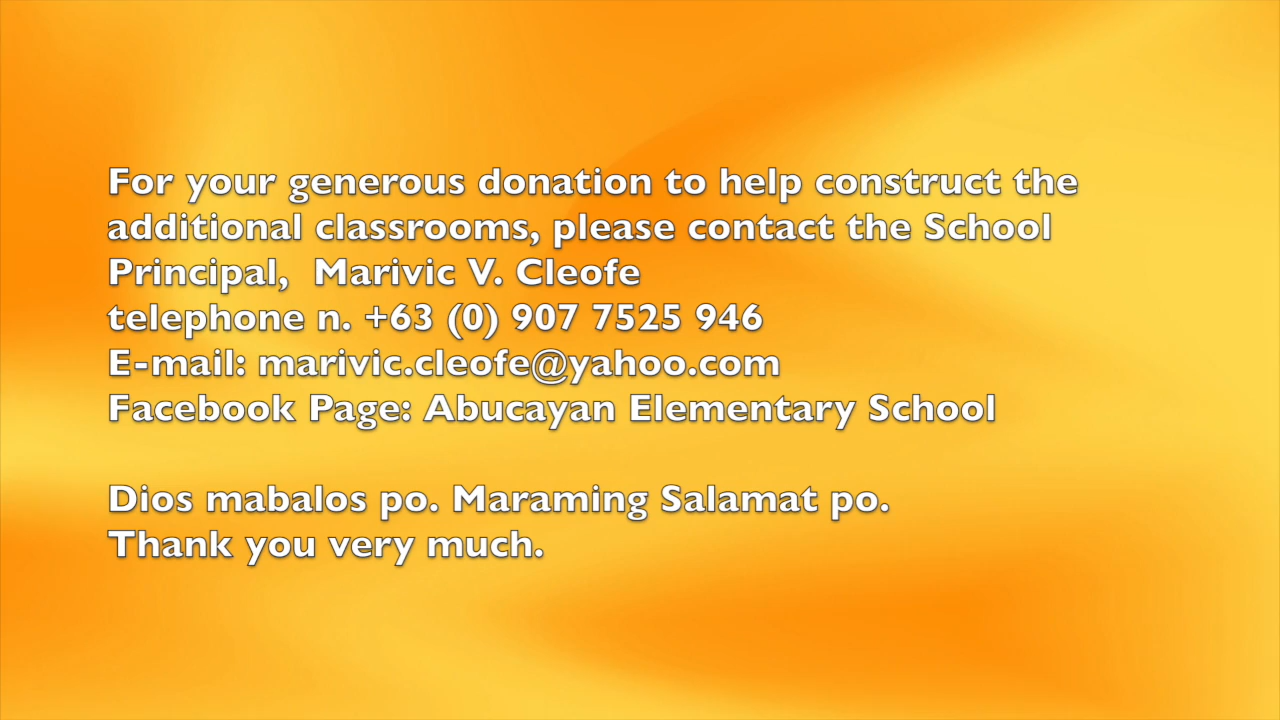 For your generous donation to help construct the
additional classrooms, please contact the School
Principal,  Marivic V. Cleofe
telephone n. +63 (0) 907 7525 946
E-mail: marivic.cleofe@yahoo.com
Facebook Page: Abucayan Elementary School
Dios mabalos po. Maraming Salamat po.
Thank you very much.